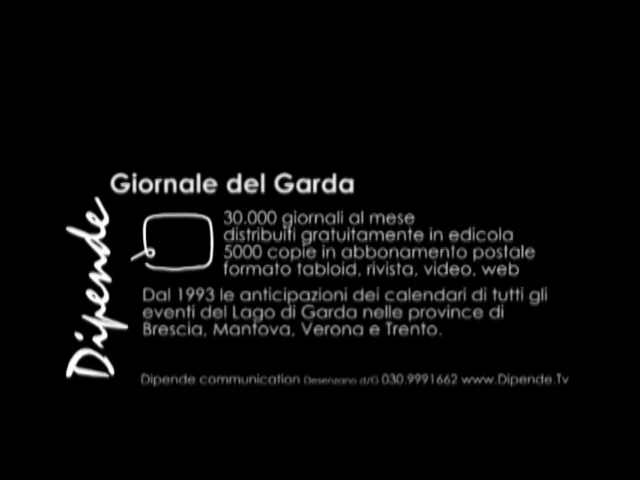 Giornale del Garda
Dipende
30.000 giornali al mese
distribuiti gratuitamente in edicola
5000 copie in abbonamento postale
formato tabloid, rivista, video, web
Dal 1993 le anticipazioni dei calendari di tutti gli
eventi del Lago di Garda nelle province di
Brescia, Mantova, Verona e Trento.
Dipende communication Desenzano d/G 030.9991662 www.Dipende.Tv